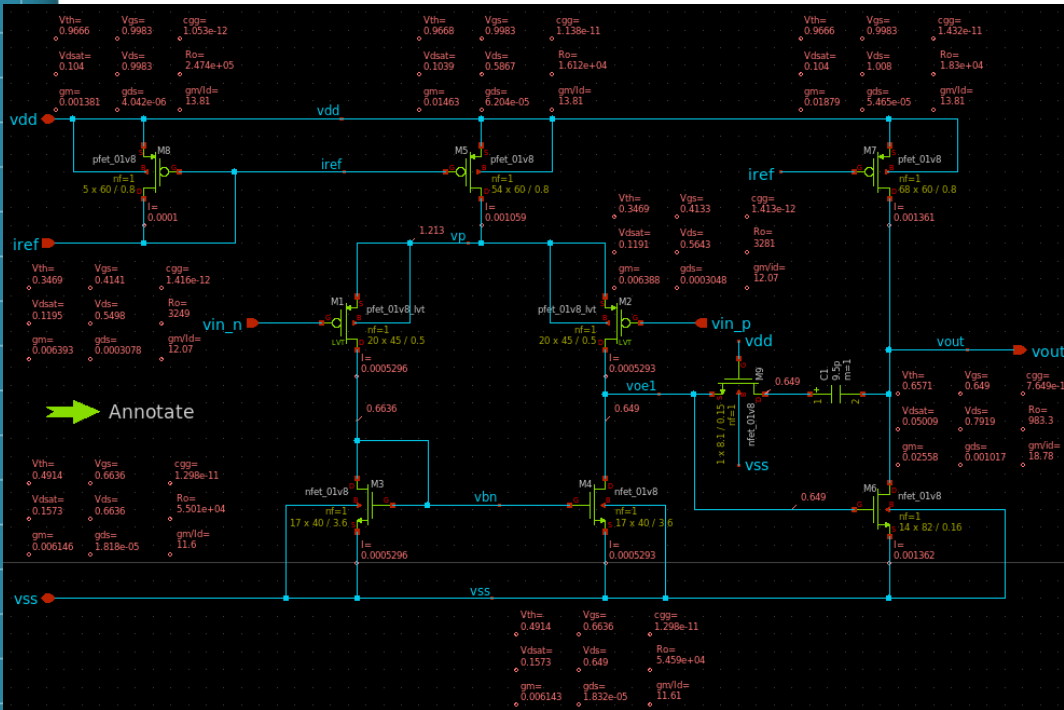 Vth= Vgs= cgg= Vth= Vgs= cgg= Vth= Vgs= cgg=
0.9666 0.9983 1.053e-12 0.9668 0.9983 1.138e-11 0.9666 0.9983 1.432e-11
Vdsat= Vds= Ro= Vdsat= Vds= Ro= Vdsat= Vds= Ro=
0.104 0.9983 2.474e+05 0.1039 0.5867 1.612e+04 0.104 1.008 1.83e+04
gm= gds= gm/Id= gm= gds= gm/Id= gm= gds= gm/Id=
0.001381 4.042e-06 13.81 0.01463 6.204e-05 13.81 0.01879 5.465e-05 13.81
vdd vdd
M8 M5 M7
pfet_01v8 iref pfet_01v8 iref pfet_01v8
nf=1 nf=1 nf=1
5 x 60 / 0.8 54 x 60 / 0.8 68 x 60 / 0.8
I= I= I=
0.0001 0.001059 0.001361
Vth= Vgs= cgg=
0.3469 0.4133 1.413e-12
Vdsat= Vds= Ro=
0.1191 0.5643 3281
gm= gds= gm/id=
0.006388 0.0003048 12.07
iref 1.213 vp
Vth= Vgs= cgg=
0.3469 0.4141 1.416e-12
Vdsat= Vds= Ro=
0.1195 0.5498 3249
gm= gds= gm/Id=
0.006393 0.0003078 12.07
M1 M2
pfet_01v8_lvt pfet_01v8_lvt
vin_n vin_p
nf=1 nf=1
20 x 45 / 0.5 20 x 45 / 0.5
LVT LVT
I= I=
0.0005296 0.0005293
vdd
M9
nfet_01v8
nf=1
1 x 8.1 / 0.15
vss
voe1 0.649
C1
9.5p
m=1
1 2
vout vout
Vth= Vgs= cgg=
0.6571 0.649
Vdsat= Vds= Ro=
0.05009 0.7919 983.3
gm= gds= gm/Id=
0.02558 0.001017 18.78
Annotate
0.6636 0.649
Vth= Vgs= cgg=
0.4914 0.6636 1.298e-11
Vdsat= Vds= Ro=
0.1573 0.6636 5.501e+04
gm= gds= gm/Id=
0.006146 1.818e-05 11.6
M3 M4 M6
nfet_01v8 vbn nfet_01v8 0.649 nfet_01v8
nf=1 nf=1 nf=1
17 x 40 / 3.6 17 x 40 / 3.6 14 x 82 / 0.16
I= I= I=
0.0005296 0.0005293 0.001362
vss vss
Vth= Vgs= cgg=
0.4914 0.6636 1.298e-11
Vdsat= Vds= Ro=
0.1573 0.649 5.459e+04
gm= gds= gm/Id=
0.006143 1.832e-05 11.61